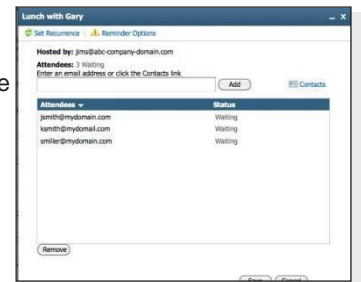 Lunch with Gary
Set Recurrence Reminder Options
Hosted by: jims@abc-company-domain.com
Attendees: 3 Waiting
Enter an email address or click the Contacts link
e
Add Contacts
Attendees Status
jsmith@mydomain.com Waiting
ksmith@mydomail.com Waiting
smiller@mydomain.com Waiting
Remove
Save Cancel